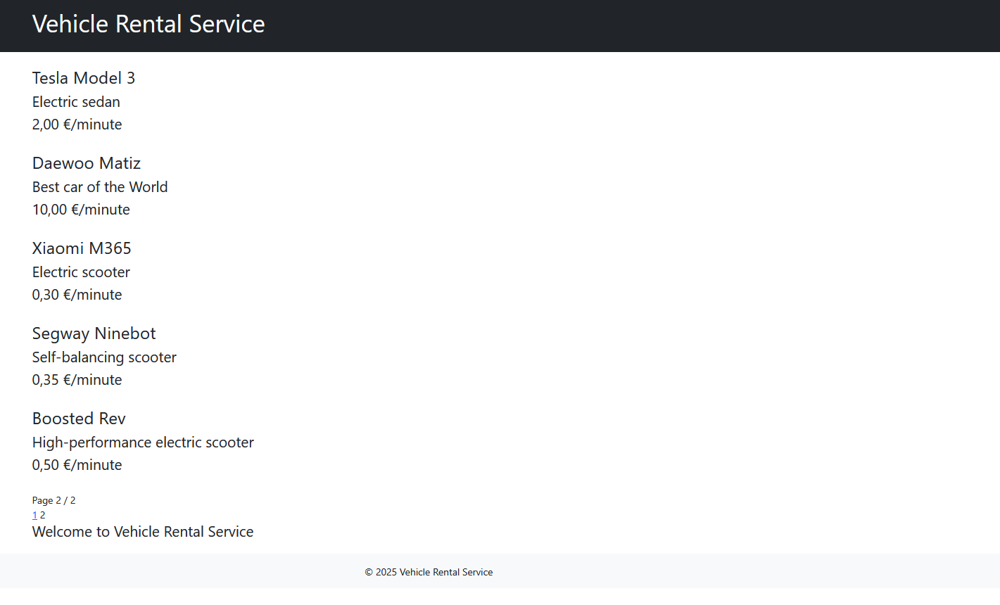 Vehicle Rental Service
Tesla Model 3
Electric sedan
2,00 €/minute
Daewoo Matiz
Best car of the World
10,00 €/minute
Xiaomi M365
Electric scooter
0,30 €/minute
Segway Ninebot
Self-balancing scooter
0,35 €/minute
Boosted Rev
High-performance electric scooter
0,50 €/minute
Page 2 / 2
1 2
Welcome to Vehicle Rental Service
© 2025 Vehicle Rental Service